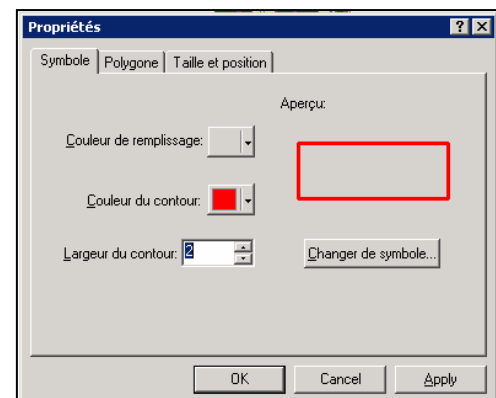 Propriétés
Symbole Polygone Taille et position
Aperçu:
Couleur de remplissage:
Couleur du contour:
Largeur du contour: 2 Changer de symbole...
OK Cancel Apply